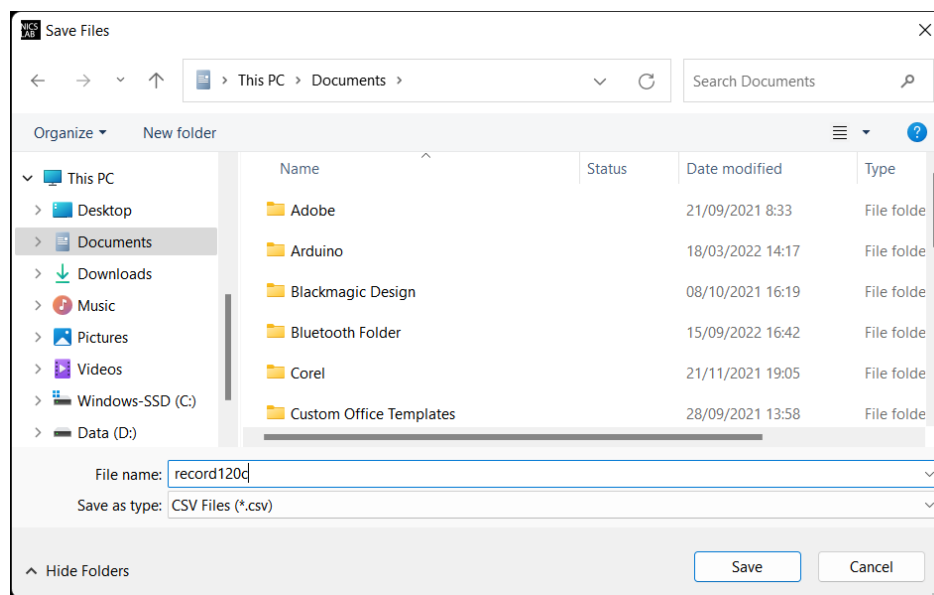 NICS
LAB
Save Files
This PC > Documents >
Search Documents
Organize
New folder
?
Name
Status
Date modified
Type
This PC
Desktop
Documents
Downloads
Music
Pictures
Videos
Windows-SSD (C:)
Data (D:)
Adobe 21/09/2021 8:33 File folde
Arduino 18/03/2022 14:17 File folde
Blackmagic Design 08/10/2021 16:19 File folde
Bluetooth Folder 15/09/2022 16:42 File folde
Corel 21/11/2021 19:05 File folde
Custom Office Templates 28/09/2021 13:58 File folde
File name: record120c
Save as type: CSV Files (*.csv)
Hide Folders
Save
Cancel